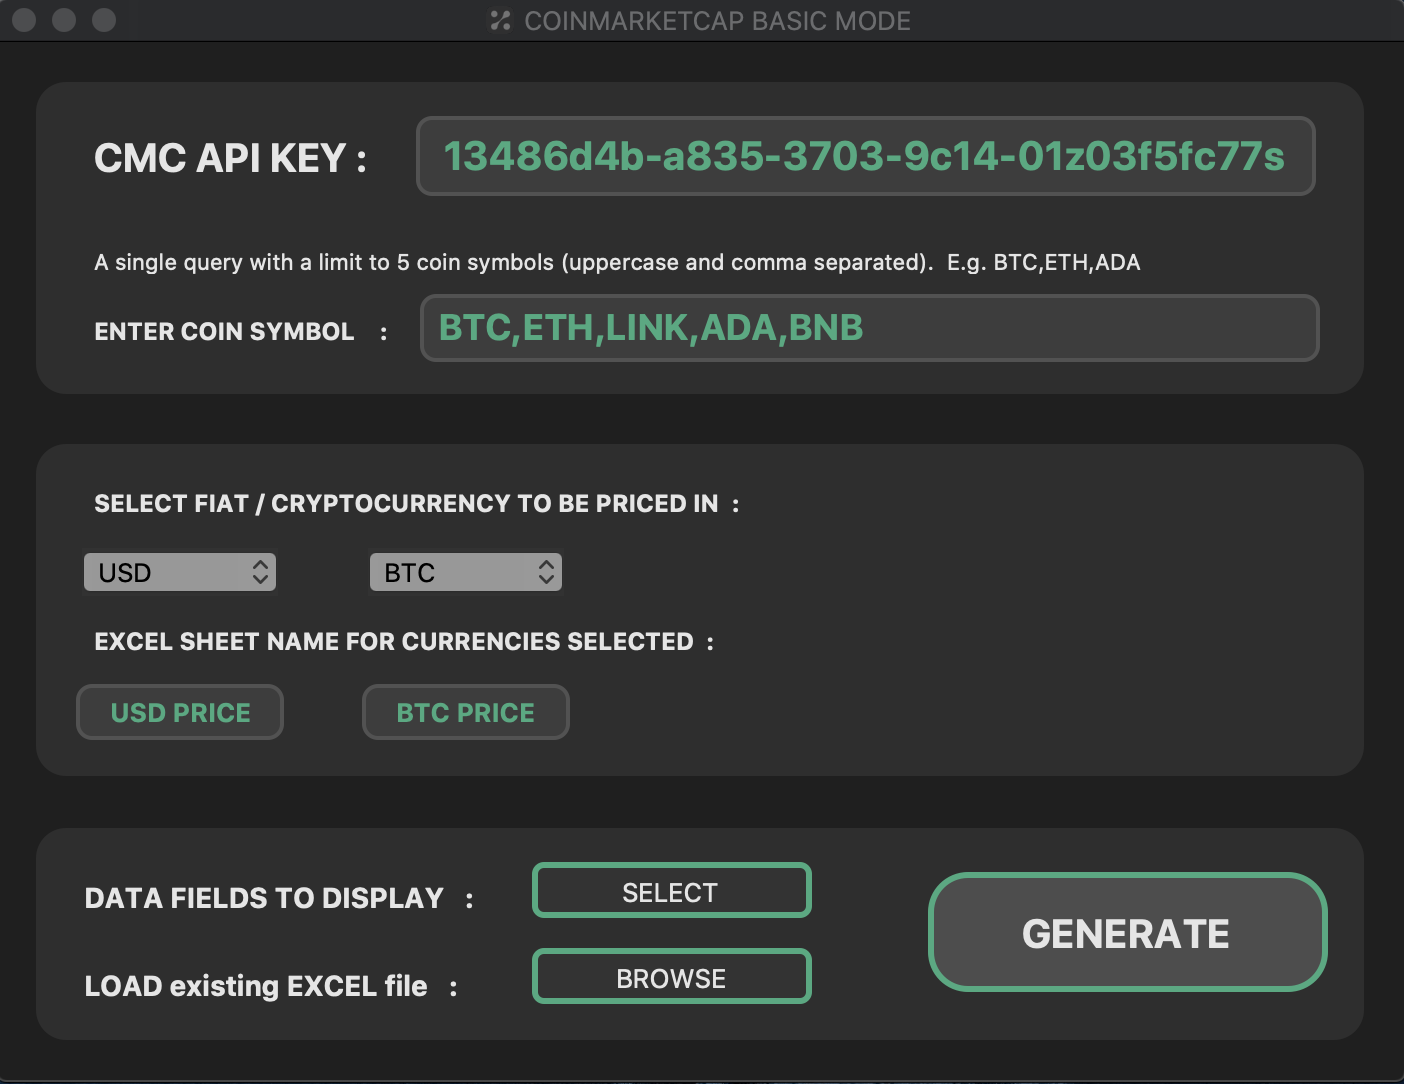 COINMARKETCAP BASIC MODE
CMC API KEY : 13486d4b-a835-3703-9c14-01z03f5fc77s
A single query with a limit to 5 coin symbols (uppercase and comma separated). E.g. BTC,ETH,ADA
ENTER COIN SYMBOL : BTC,ETH,LINK,ADA,BNB
SELECT FIAT / CRYPTOCURRENCY TO BE PRICED IN :
USD BTC
EXCEL SHEET NAME FOR CURRENCIES SELECTED :
USD PRICE BTC PRICE
DATA FIELDS TO DISPLAY : SELECT
GENERATE
LOAD existing EXCEL file : BROWSE